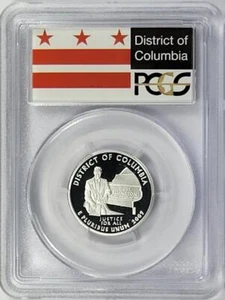 District of
Columbia
PCGS
DISTRICT OF COLUMBIA
JUSTICE
FOR ALL
E PLURIBUS UNUM 2009